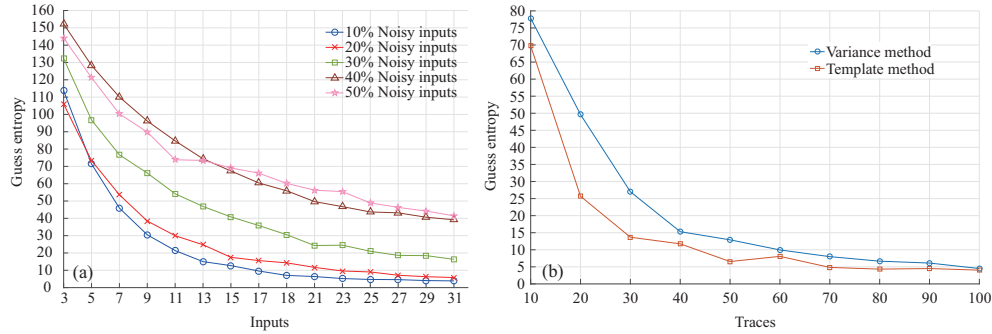 160
150
140
130
120
110
100
90
80
70
60
50
40
30
20
10
0
Guess entropy
10% Noisy inputs
20% Noisy inputs
30% Noisy inputs
40% Noisy inputs
50% Noisy inputs
(a)
3 5 7 9 11 13 15 17 18 21 23 25 27 29 31
Inputs
80
75
70
65
60
55
50
45
40
35
30
25
20
15
10
5
0
Guess entropy
Variance method
Template method
(b)
10 20 30 40 50 60 70 80 90 100
Traces